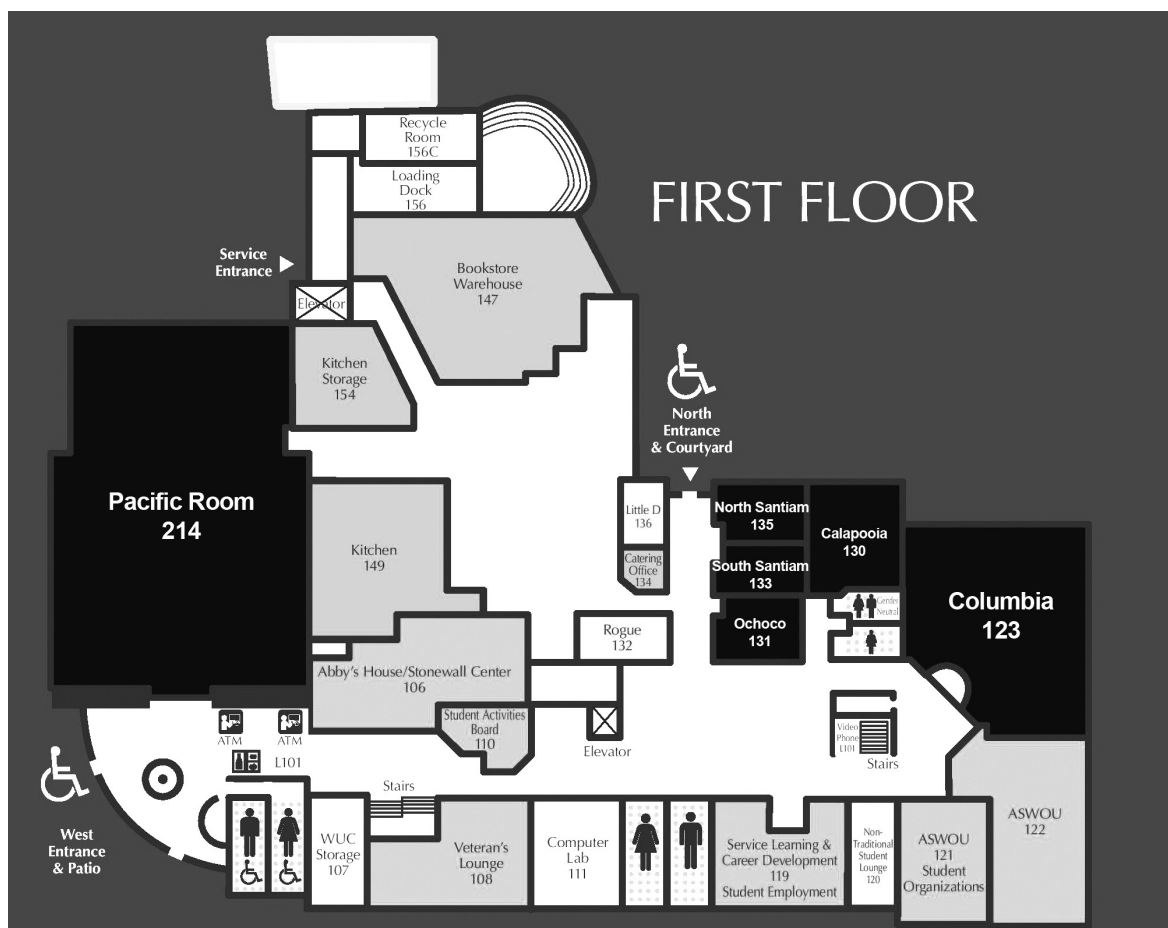 FIRST FLOOR
Recycle
Room
156C
Loading
Dock
156
Service
Entrance
Bookstore
Warehouse
147
Elevator
Kitchen
Storage
154
North
Entrance
& Courtyard
Pacific Room
214
Kitchen
149
Little D
136
Catering
Office
134
North Santiam
135
South Santiam
133
Calapooia
130
Ochoco
131
Gender
Neutral
Columbia
123
Rogue
132
Abby's House/Stonewall Center
106
Student Activities
Board
110
Elevator
Video
Phone
L101
Stairs
ATM
ATM
L101
Stairs
West
Entrance
& Patio
WUC
Storage
107
Veteran's
Lounge
108
Computer
Lab
111
Service Learning &
Career Development
119
Student Employment
Non-
Traditional
Student
Lounge
120
ASWOU
121
Student
Organizations
ASWOU
122